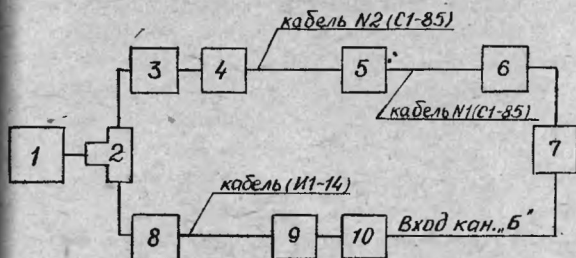 кабель N2 (С1-85)
3
4
5
6
кабель N1(С1-85)
1
2
7
кабель (И1-14)
8
9
10
Вход кан. „Б"